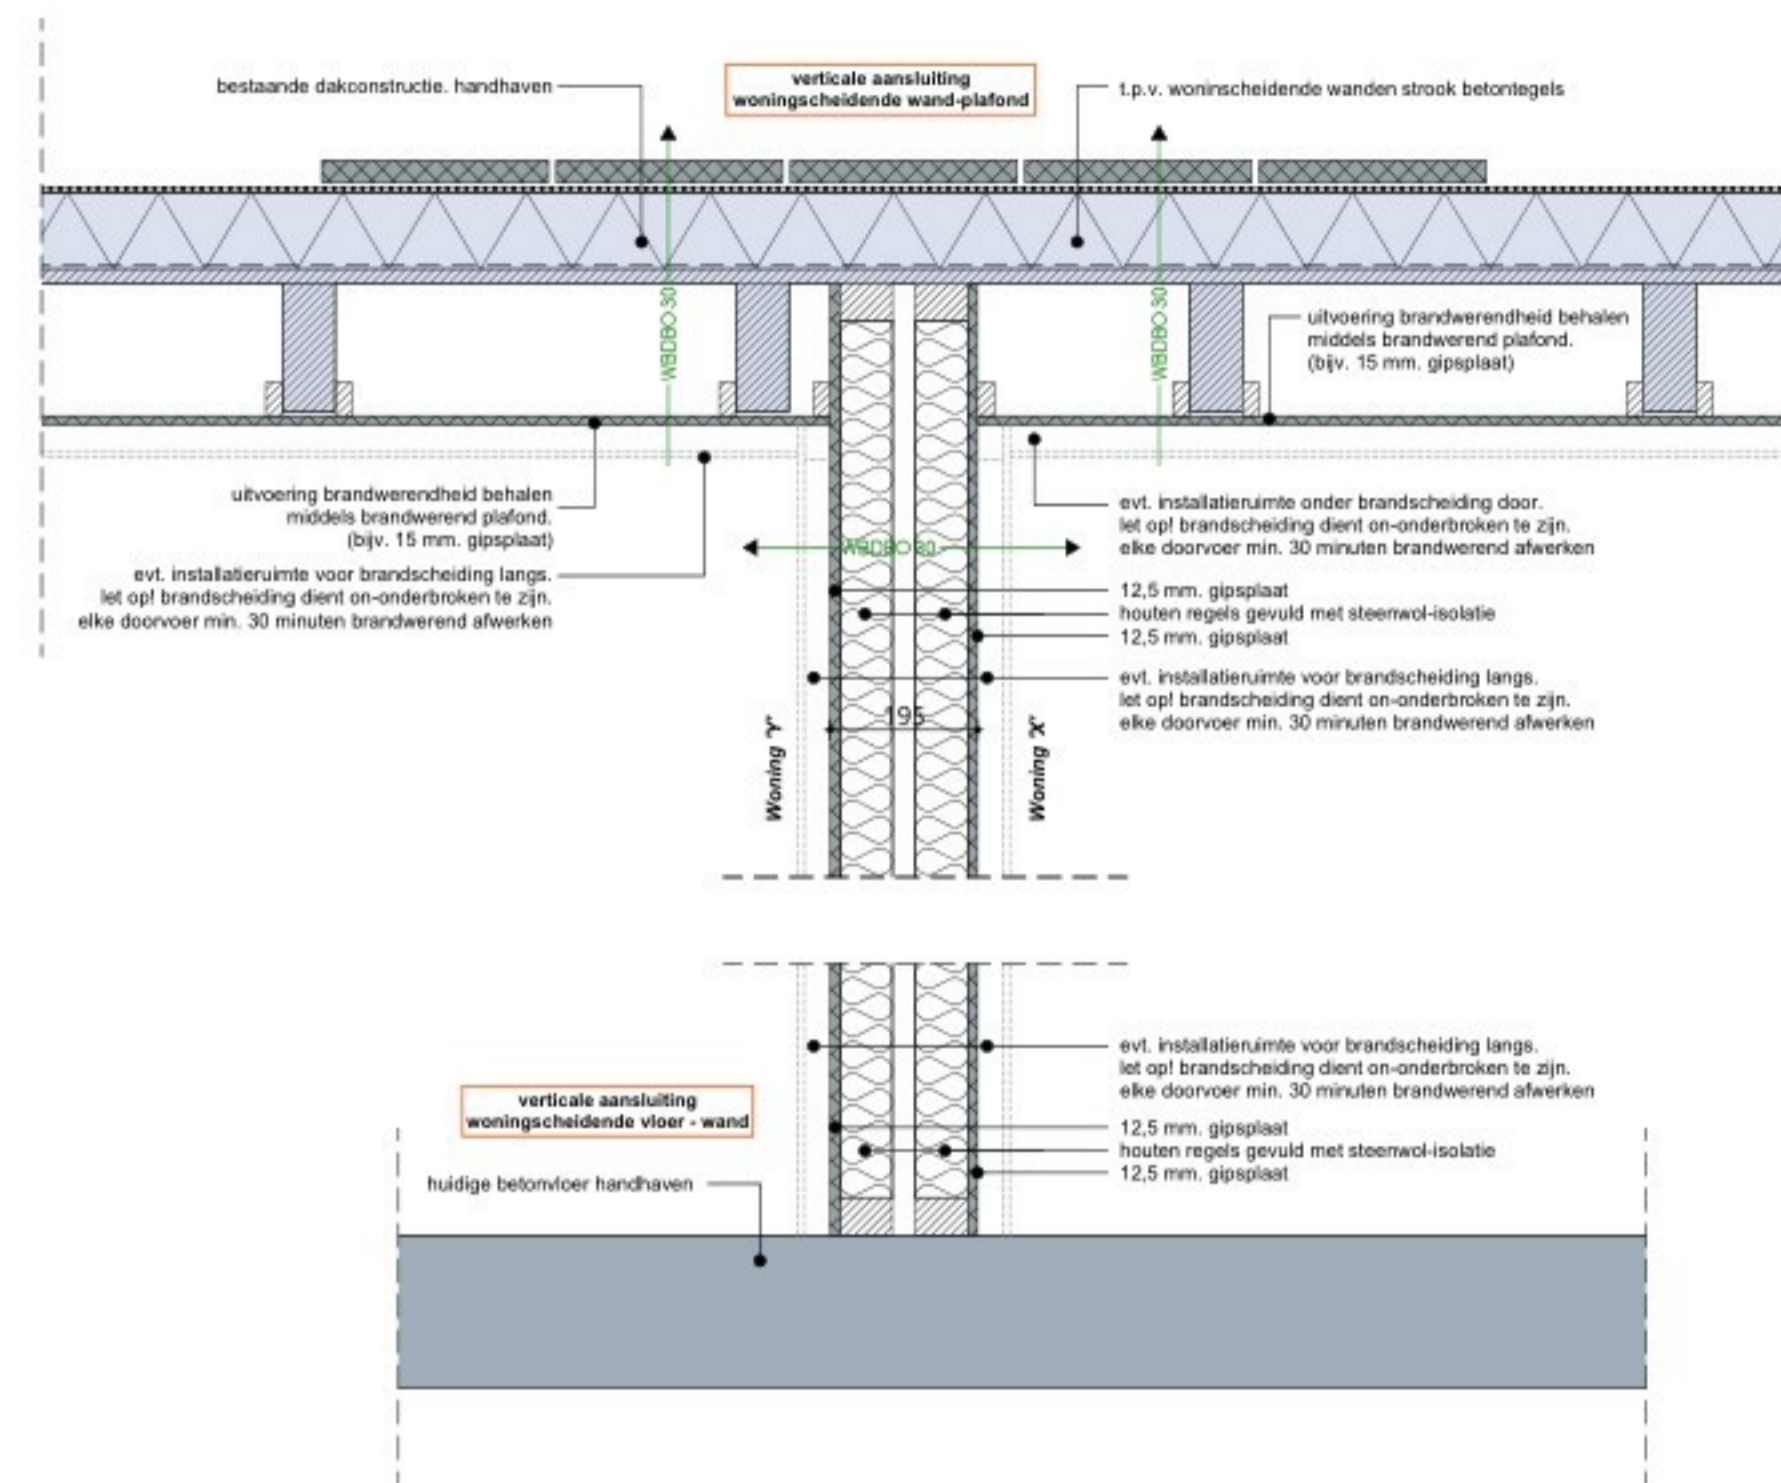 verticale aansluiting
woningscheidende wand-plafond
bestaande dakconstructie. handhaven
t.p.v. woninscheidende wanden strook betontegels
WBDBO 30
WBDBO 30
uitvoering brandwerendheid behalen
middels brandwerend plafond.
(bijv. 15 mm. gipsplaat)
uitvoering brandwerendheid behalen
middels brandwerend plafond.
(bijv. 15 mm. gipsplaat)
evt. installatieruimte voor brandscheiding langs.
let op! brandscheiding dient on-onderbroken te zijn.
elke doorvoer min. 30 minuten brandwerend afwerken
evt. installatieruimte onder brandscheiding door.
let op! brandscheiding dient on-onderbroken te zijn.
elke doorvoer min. 30 minuten brandwerend afwerken
WBDBO 30
12,5 mm. gipsplaat
houten regels gevuld met steenwol-isolatie
12,5 mm. gipsplaat
evt. installatieruimte voor brandscheiding langs.
let op! brandscheiding dient on-onderbroken te zijn.
elke doorvoer min. 30 minuten brandwerend afwerken
195
Woning "Y"
Woning "X"
evt. installatieruimte voor brandscheiding langs.
let op! brandscheiding dient on-onderbroken te zijn.
elke doorvoer min. 30 minuten brandwerend afwerken
verticale aansluiting
woningscheidende vloer - wand
12,5 mm. gipsplaat
houten regels gevuld met steenwol-isolatie
12,5 mm. gipsplaat
huidige betonvloer handhaven